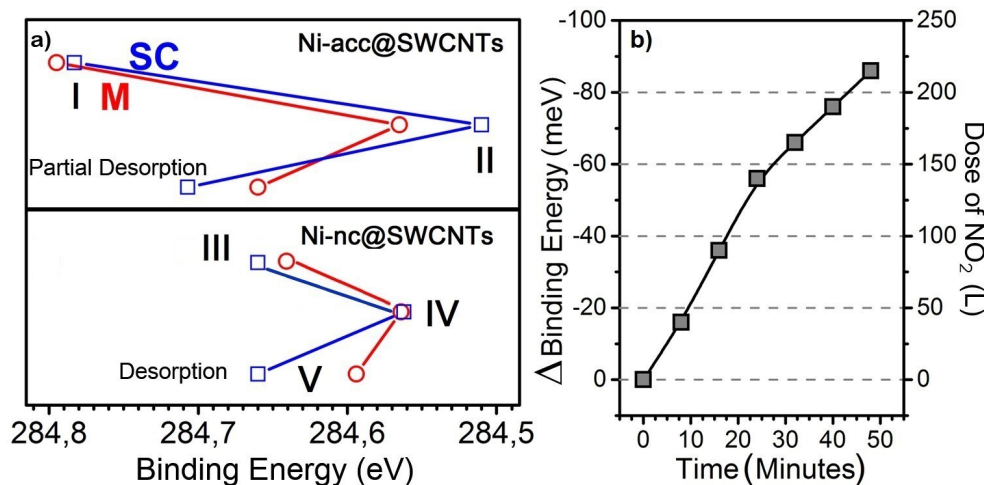 a)
Ni-acc@SWCNTs
SC
I
M
Partial Desorption
II
Ni-nc@SWCNTs
III
IV
Desorption
V
284,8
284,7
284,6
284,5
Binding Energy (eV)
b)
-100
-80
-60
-40
-20
0
Δ Binding Energy (meV)
250
200
150
100
50
0
Dose of NO₂ (L)
0
10
20
30
40
50
Time (Minutes)